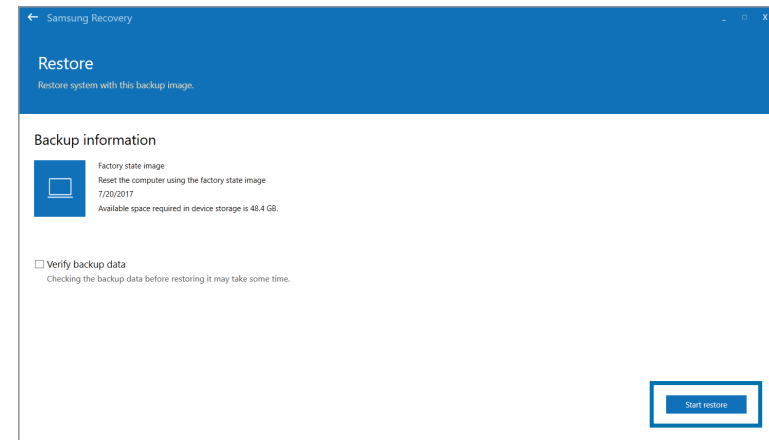 Samsung Recovery
Restore
Restore system with this backup image.
Backup information
Factory state image
Reset the computer using the factory state image
7/20/2017
Available space required in device storage is 48.4 GB.
Verify backup data
Checking the backup data before restoring it may take some time.
Start restore